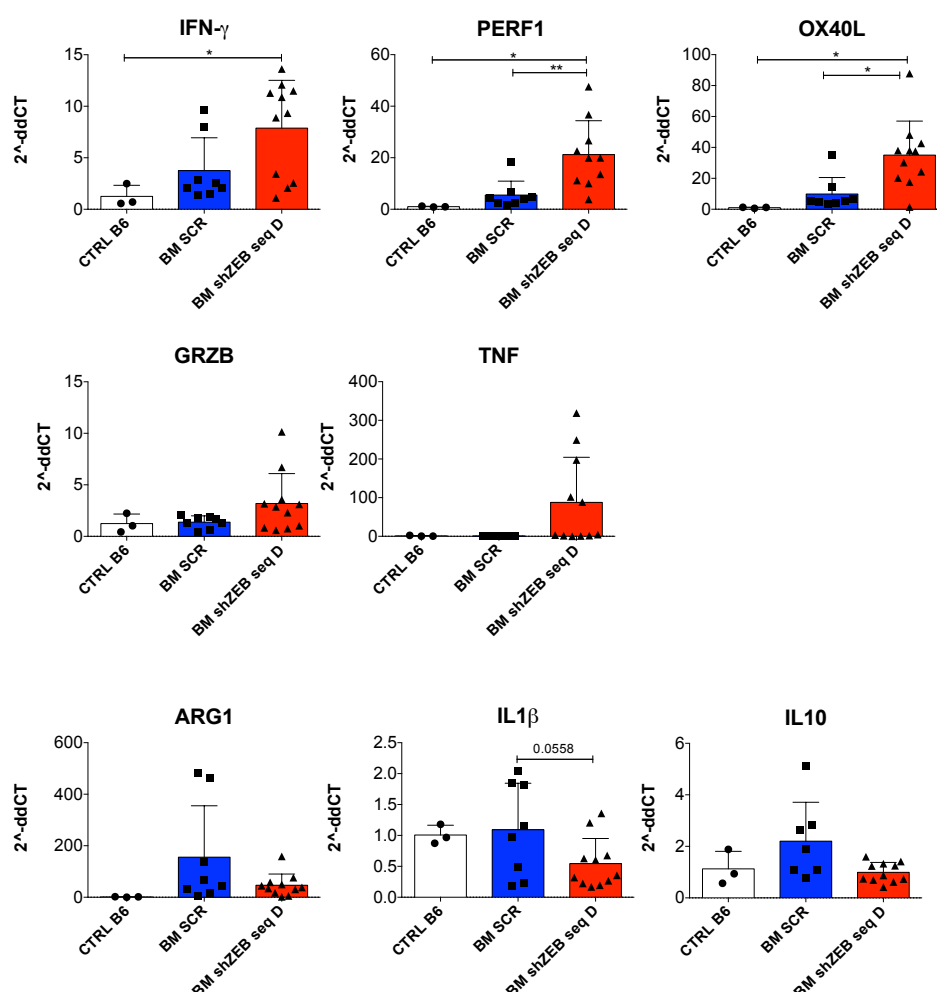 IFN-γ
PERF1
OX40L
2^-ddCT
15
10
5
0
*
CTRL B6
BM SCR
BM shZEB seq D
2^-ddCT
60
40
20
0
*
**
CTRL B6
BM SCR
BM shZEB seq D
2^-ddCT
100
80
60
40
20
0
*
*
CTRL B6
BM SCR
BM shZEB seq D
GRZB
TNF
2^-ddCT
15
10
5
0
CTRL B6
BM SCR
BM shZEB seq D
2^-ddCT
400
300
200
100
0
CTRL B6
BM SCR
BM shZEB seq D
ARG1
IL1β
IL10
2^-ddCT
600
400
200
0
CTRL B6
BM SCR
BM shZEB seq D
2^-ddCT
2.5
2.0
1.5
1.0
0.5
0.0
0.0558
CTRL B6
BM SCR
BM shZEB seq D
2^-ddCT
6
4
2
0
CTRL B6
BM SCR
BM shZEB seq D